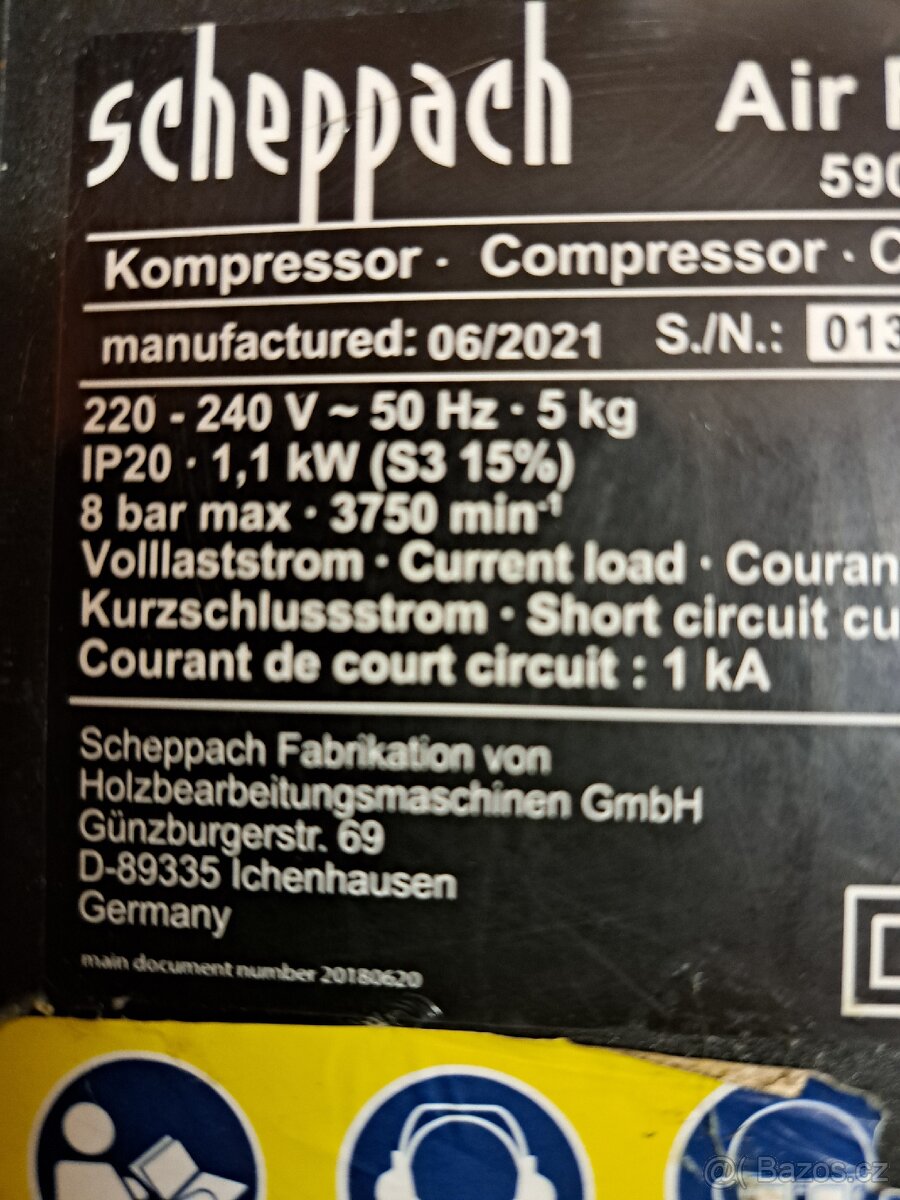 scheppach
Air
590
Kompressor · Compressor · C
manufactured: 06/2021 S./N.: 013
220 - 240 V ~ 50 Hz · 5 kg
IP20 · 1,1 kW (S3 15%)
8 bar max · 3750 min⁻¹
Volllaststrom · Current load · Couran
Kurzschlussstrom · Short circuit cu
Courant de court circuit : 1 kA
Scheppach Fabrikation von
Holzbearbeitungsmaschinen GmbH
Günzburgerstr. 69
D-89335 Ichenhausen
Germany
main document number 20180620
Bazos.cz